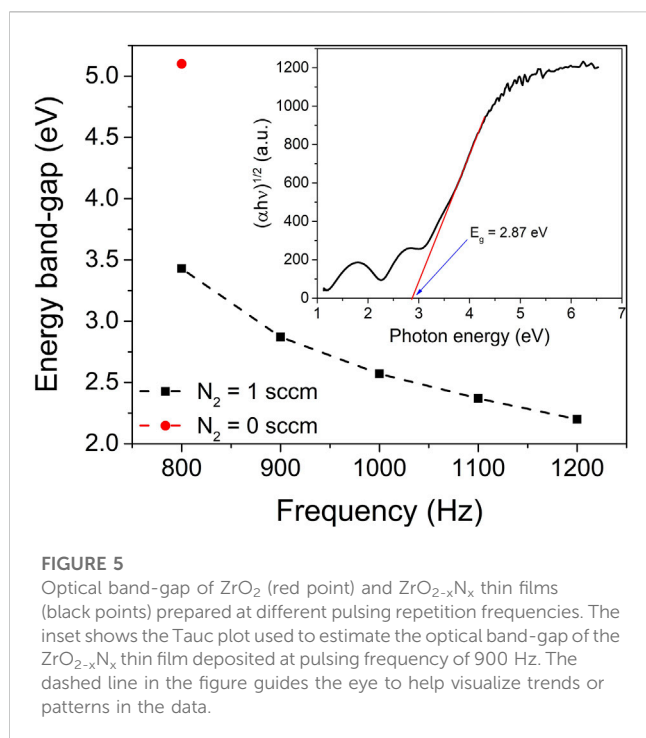 5.0
4.5
4.0
3.5
3.0
2.5
2.0
Energy band-gap (eV)
800 900 1000 1100 1200
Frequency (Hz)
N₂ = 1 sccm
N₂ = 0 sccm
1200
1000
800
600
400
200
0
(αhν)^1/2 (a.u.)
E_g = 2.87 eV
1 2 3 4 5 6 7
Photon energy (eV)
FIGURE 5
Optical band-gap of ZrO₂ (red point) and ZrO₂₋ₓNₓ thin films
(black points) prepared at different pulsing repetition frequencies. The
inset shows the Tauc plot used to estimate the optical band-gap of the
ZrO₂₋ₓNₓ thin film deposited at pulsing frequency of 900 Hz. The
dashed line in the figure guides the eye to help visualize trends or
patterns in the data.